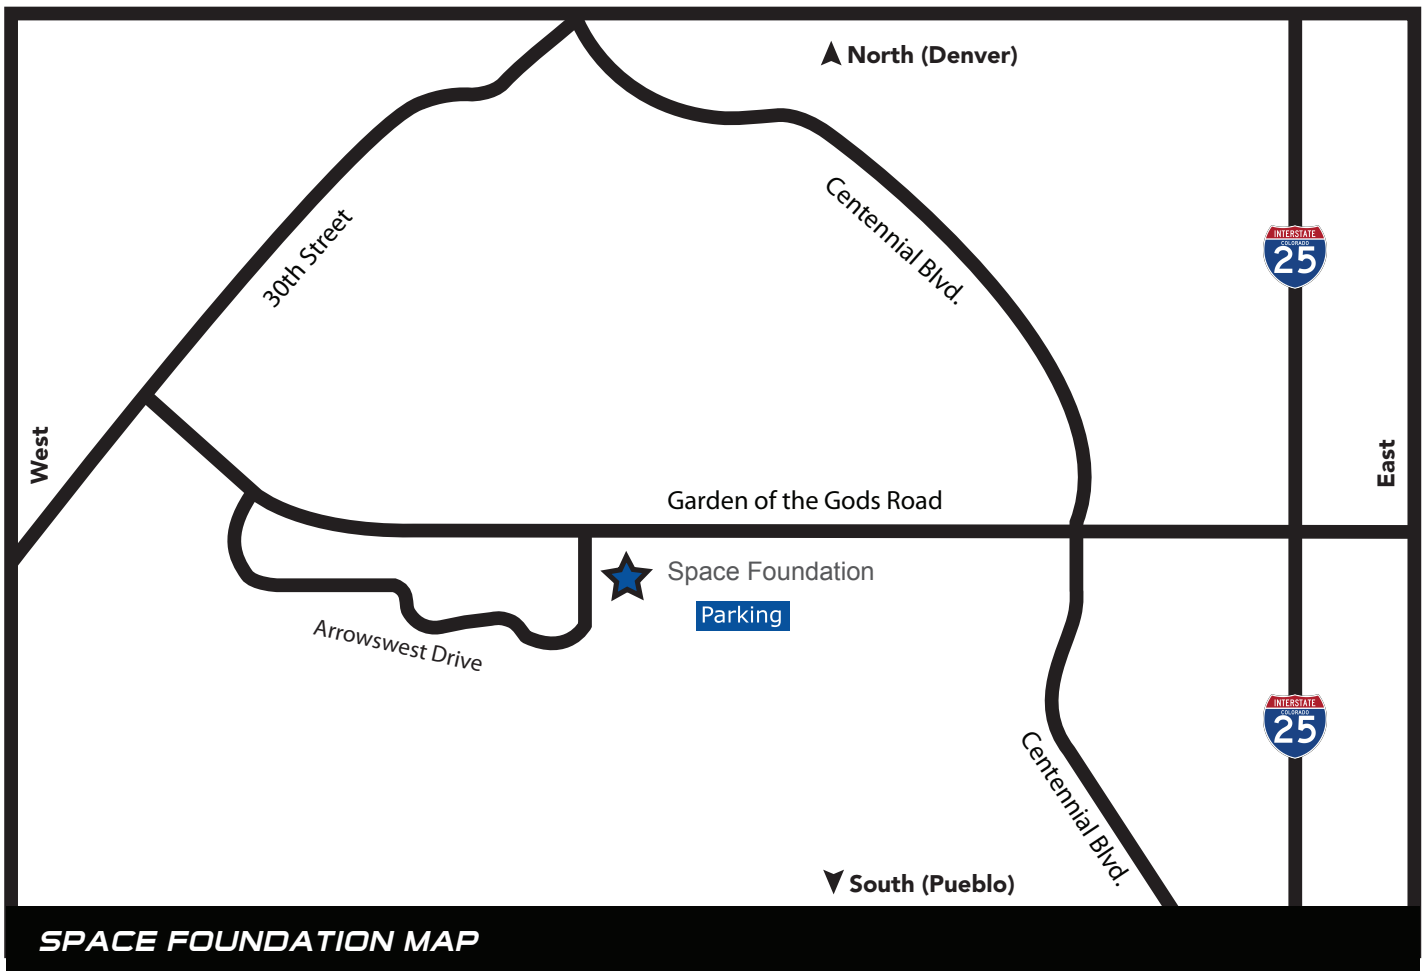 North (Denver)
Centennial Blvd.
30th Street
INTERSTATE
COLORADO
25
West
East
Garden of the Gods Road
Space Foundation
Parking
Arrowswest Drive
INTERSTATE
COLORADO
25
Centennial Blvd.
South (Pueblo)
SPACE FOUNDATION MAP